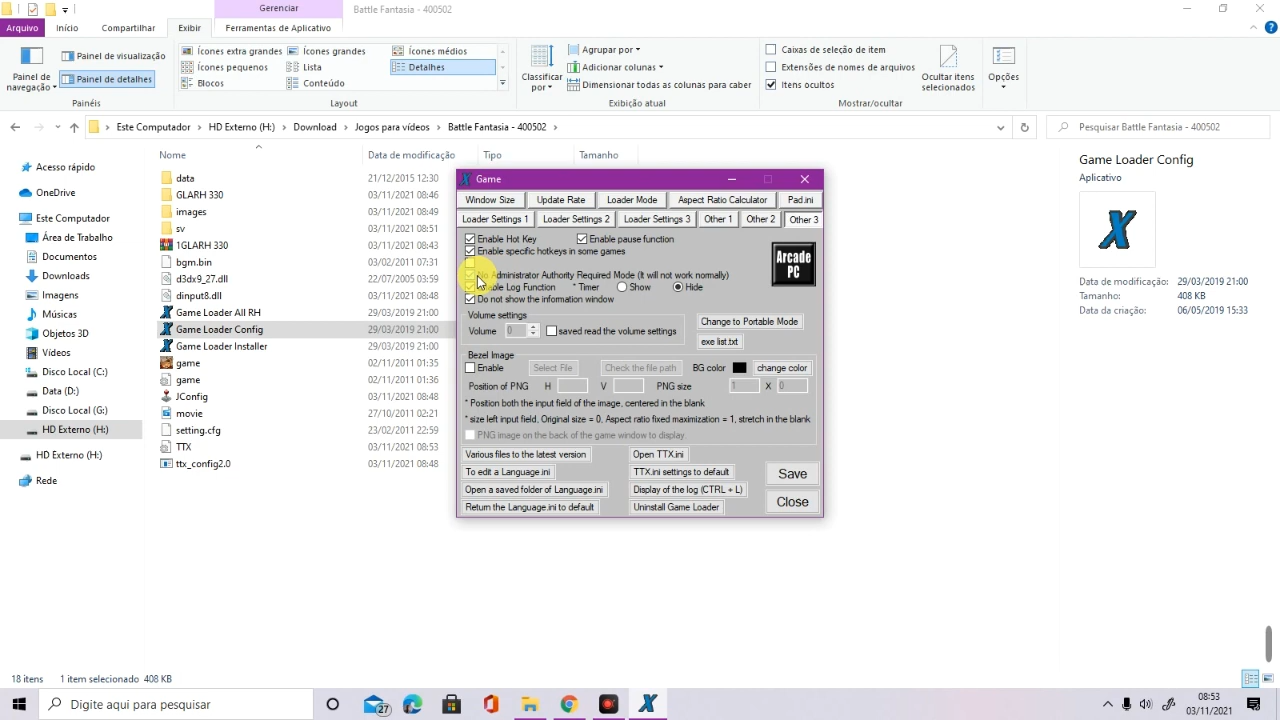 Gerenciar
Battle Fantasia - 400502
Arquivo
Início
Compartilhar
Exibir
Ferramentas de Aplicativo
Painel de navegação
Painel de visualização
Painel de detalhes
Painéis
Ícones extra grandes
Ícones grandes
Ícones médios
Ícones pequenos
Lista
Detalhes
Blocos
Conteúdo
Layout
Classificar por
Agrupar por
Adicionar colunas
Dimensionar todas as colunas para caber
Exibição atual
Caixas de seleção de item
Extensões de nomes de arquivos
Itens ocultos
Ocultar itens selecionados
Mostrar/ocultar
Opções
Este Computador > HD Externo (H:) > Download > Jogos para vídeos > Battle Fantasia - 400502 >
Pesquisar Battle Fantasia - 400502
Acesso rápido
OneDrive
Este Computador
Área de Trabalho
Documentos
Downloads
Imagens
Músicas
Objetos 3D
Vídeos
Disco Local (C:)
Data (D:)
Disco Local (G:)
HD Externo (H:)
HD Externo (H:)
Rede
Nome Data de modificação Tipo Tamanho
data 21/12/2015 12:30
GLARH 330 03/11/2021 08:46
images 03/11/2021 08:49
sv 03/11/2021 08:51
1GLARH 330 03/11/2021 08:43
bgm.bin 03/02/2011 07:31
d3dx9_27.dll 22/07/2005 03:59
dinput8.dll 03/11/2021 08:48
Game Loader All RH 29/03/2019 21:00
Game Loader Config 29/03/2019 21:00
Game Loader Installer 29/03/2019 21:00
game 02/11/2011 01:35
game 02/11/2011 01:36
JConfig 03/11/2021 08:48
movie 27/10/2011 02:21
setting.cfg 23/02/2011 22:59
TTX 03/11/2021 08:53
ttx_config2.0 03/11/2021 08:48
Game
Window Size Update Rate Loader Mode Aspect Ratio Calculator Pad.ini
Loader Settings 1 Loader Settings 2 Loader Settings 3 Other 1 Other 2 Other 3
Enable Hot Key Enable pause function
Enable specific hotkeys in some games
No Administrator Authority Required Mode (It will not work normally)
Enable Log Function * Timer Show Hide
Do not show the information window
Arcade PC
Volume settings
Volume 0 saved read the volume settings
Change to Portable Mode
exe list.txt
Bezel Image
Enable Select File Check the file path BG color change color
Position of PNG H V PNG size 1 X 0
* Position both the input field of the image, centered in the blank
* size left input field, Original size = 0, Aspect ratio fixed maximization = 1, stretch in the blank
PNG image on the back of the game window to display
Various files to the latest version Open TTX.ini
To edit a Language.ini TTX.ini settings to default
Open a saved folder of Language.ini Display of the log (CTRL + L)
Return the Language.ini to default Uninstall Game Loader
Save
Close
Game Loader Config
Aplicativo
Data de modificação: 29/03/2019 21:00
Tamanho: 408 KB
Data da criação: 06/05/2019 15:33
18 itens 1 item selecionado 408 KB
Digite aqui para pesquisar
27
08:53
03/11/2021